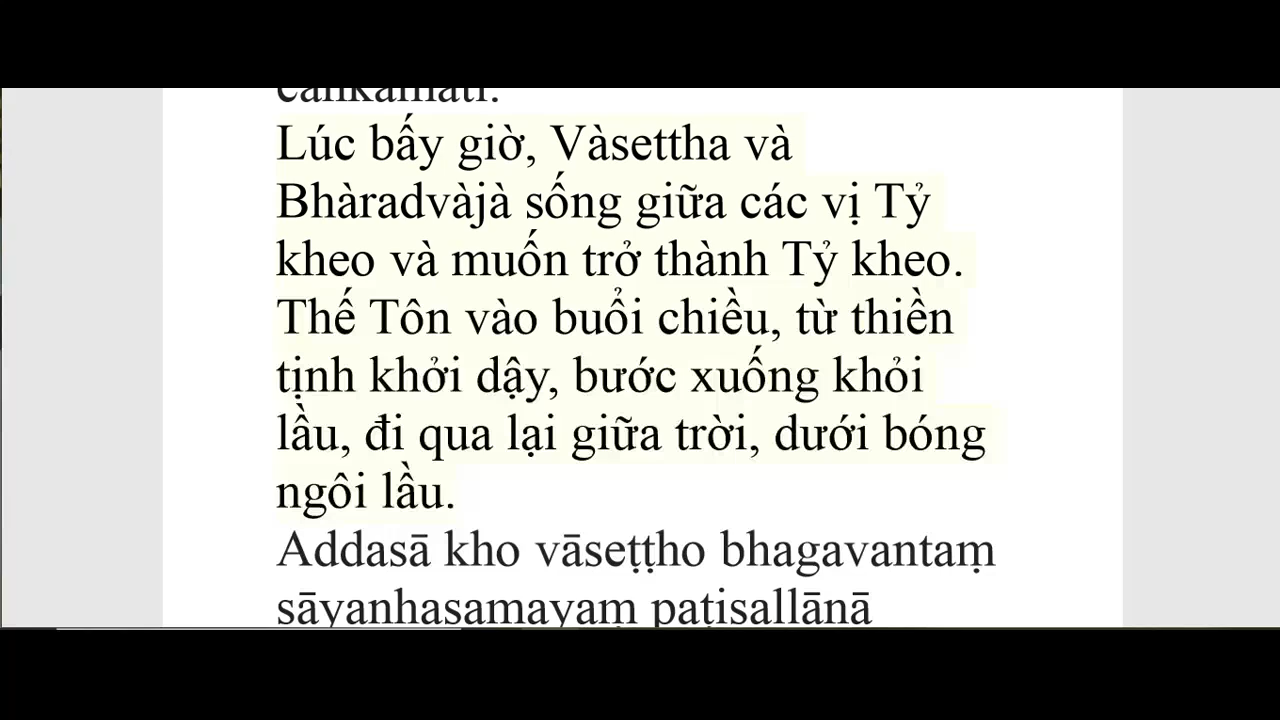 caṅkamati.
Lúc bấy giờ, Vàsettha và
Bhàradvàjà sống giữa các vị Tỷ
kheo và muốn trở thành Tỷ kheo.
Thế Tôn vào buổi chiều, từ thiền
tịnh khởi dậy, bước xuống khỏi
lầu, đi qua lại giữa trời, dưới bóng
ngôi lầu.
Addasā kho vāseṭṭho bhagavantaṃ
sāyanhasamayaṃ paṭisallānā